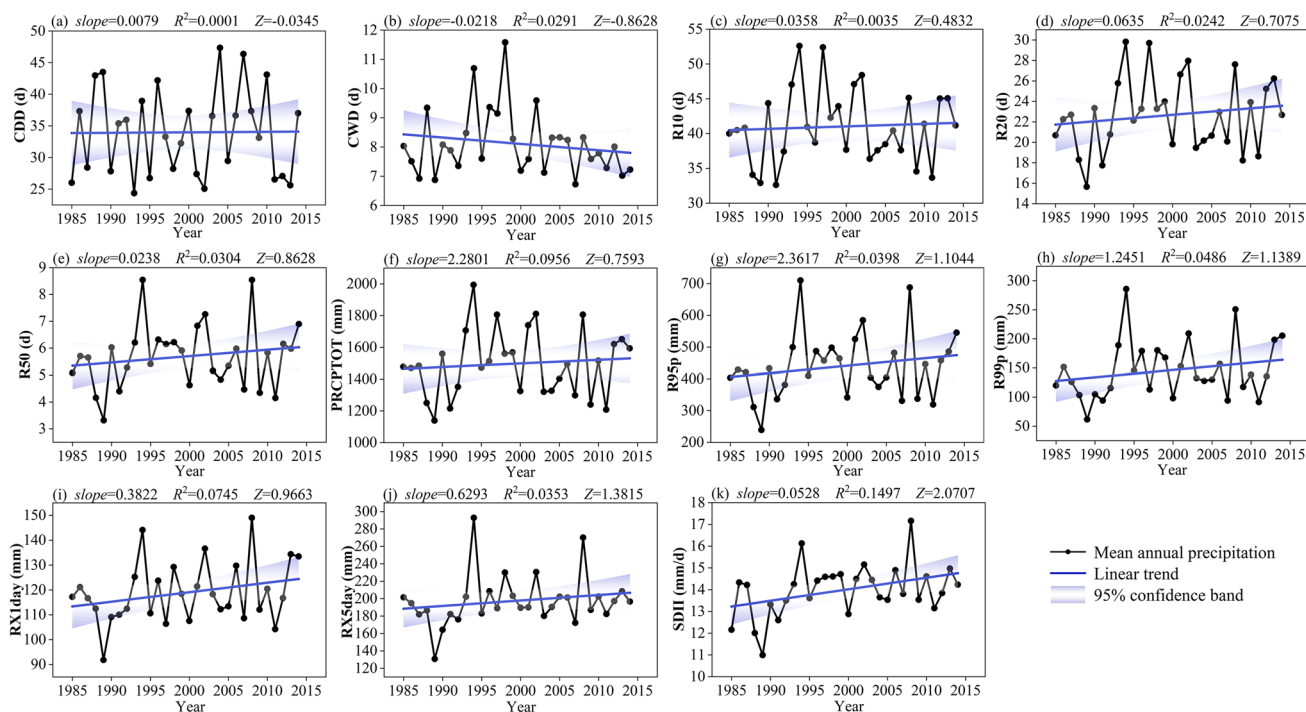 (a) slope=0.0079 R²=0.0001 Z=-0.0345
50
45
40
35
30
25
CDD (d)
1985 1990 1995 2000 2005 2010 2015
Year
(b) slope=-0.0218 R²=0.0291 Z=-0.8628
12
11
10
9
8
7
6
CWD (d)
1985 1990 1995 2000 2005 2010 2015
Year
(c) slope=0.0358 R²=0.0035 Z=0.4832
55
50
45
40
35
30
R10 (d)
1985 1990 1995 2000 2005 2010 2015
Year
(d) slope=0.0635 R²=0.0242 Z=0.7075
30
28
26
24
22
20
18
16
14
R20 (d)
1985 1990 1995 2000 2005 2010 2015
Year
(e) slope=0.0238 R²=0.0304 Z=0.8628
9
8
7
6
5
4
3
R50 (d)
1985 1990 1995 2000 2005 2010 2015
Year
(f) slope=2.2801 R²=0.0956 Z=0.7593
2000
1800
1600
1400
1200
1000
PRCPTOT (mm)
1985 1990 1995 2000 2005 2010 2015
Year
(g) slope=2.3617 R²=0.0398 Z=1.1044
700
600
500
400
300
200
R95p (mm)
1985 1990 1995 2000 2005 2010 2015
Year
(h) slope=1.2451 R²=0.0486 Z=1.1389
300
250
200
150
100
50
R99p (mm)
1985 1990 1995 2000 2005 2010 2015
Year
(i) slope=0.3822 R²=0.0745 Z=0.9663
150
140
130
120
110
100
90
RX1day (mm)
1985 1990 1995 2000 2005 2010 2015
Year
(j) slope=0.6293 R²=0.0353 Z=1.3815
300
280
260
240
220
200
180
160
140
120
RX5day (mm)
1985 1990 1995 2000 2005 2010 2015
Year
(k) slope=0.0528 R²=0.1497 Z=2.0707
18
17
16
15
14
13
12
11
10
SDII (mm/d)
1985 1990 1995 2000 2005 2010 2015
Year
Mean annual precipitation
Linear trend
95% confidence band